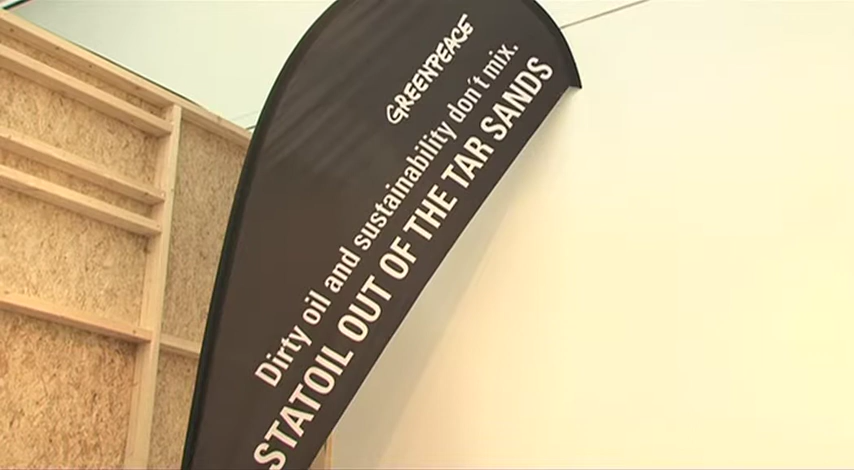 GREENPEACE
Dirty oil and sustainability don´t mix.
STATOIL OUT OF THE TAR SANDS